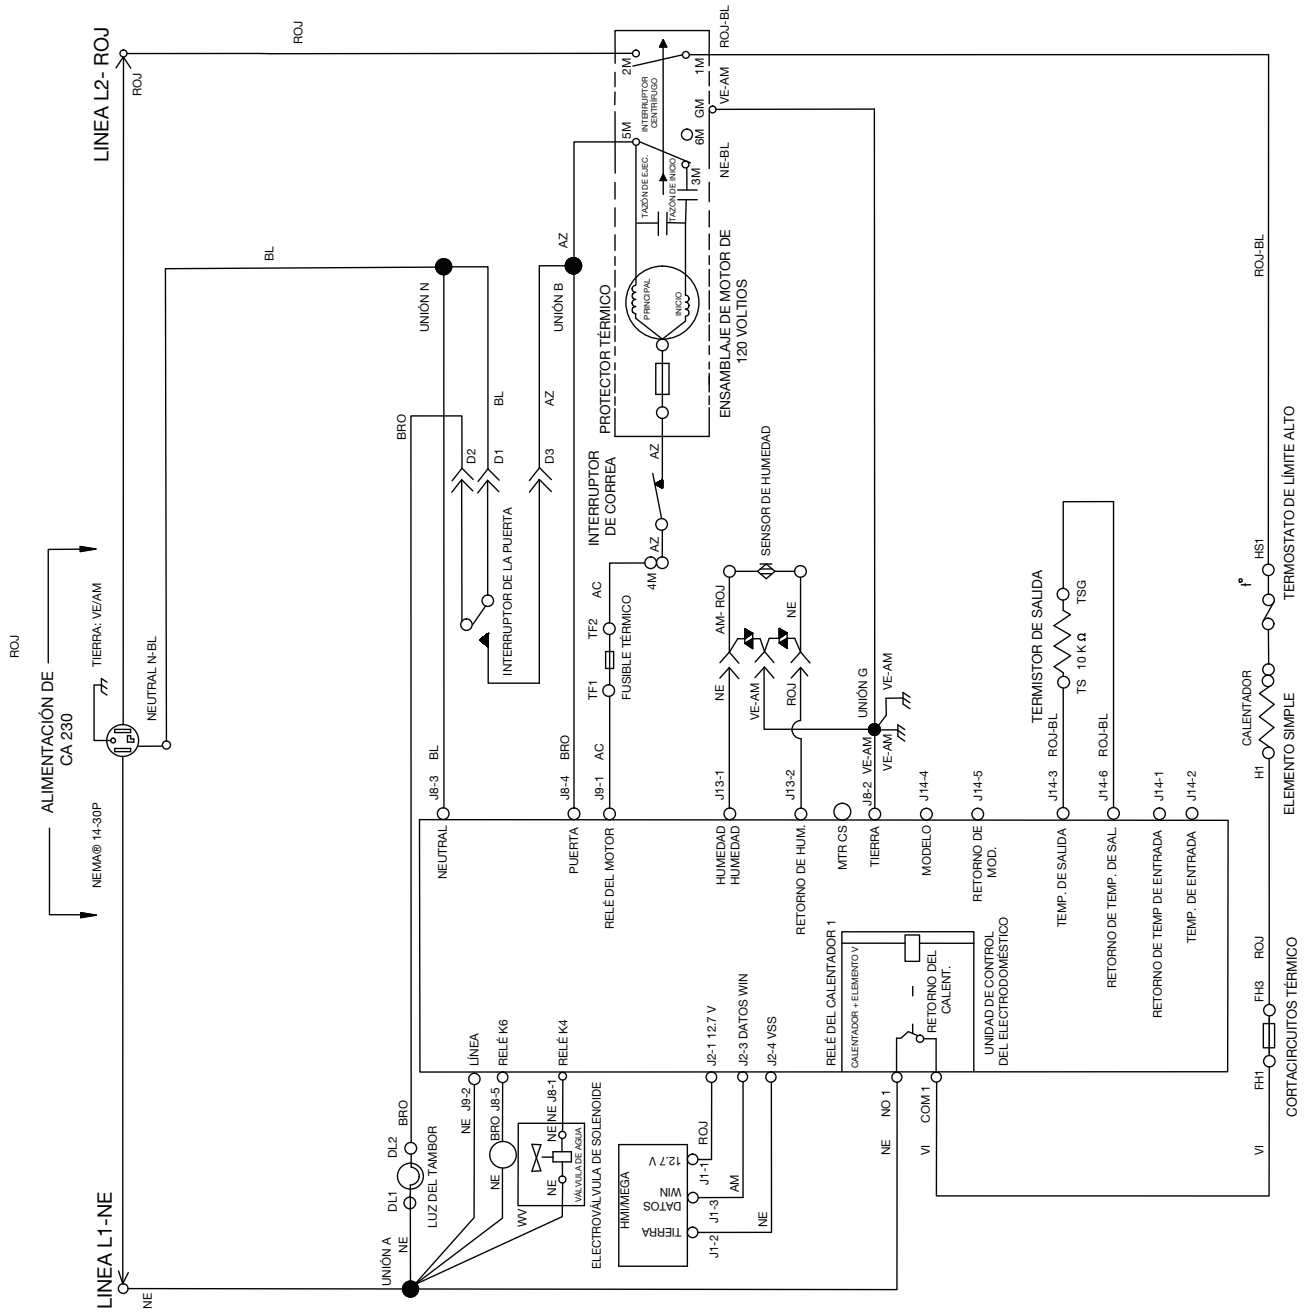 ROJ
ALIMENTACIÓN DE
CA 230
NEMA® 14-30P
TIERRA: VE/AM
NEUTRAL N-BL
LINEA L1-NE
NE
LINEA L2- ROJ
ROJ
ROJ
BL
UNIÓN A
NE
DL1
DL2
BRO
LUZ DEL TAMBOR
BRO
D2
D1
BL
D3
AZ
INTERRUPTOR DE LA PUERTA
UNIÓN N
UNIÓN B
AZ
NE J9-2
LÍNEA
BRO J8-5
NE
RELÉ K6
NE J8-1
NE
NE
RELÉ K4
WV
VÁLVULA DE AGUA
ELECTROVÁLVULA DE SOLENOIDE
HMI/MEGA
12.7 V
DATOS
WIN
TIERRA
J1-1
J1-3
J1-2
ROJ
AM
NE
J2-1 12.7 V
J2-3 DATOS WIN
J2-4 VSS
NEUTRAL
J8-3
BL
PUERTA
J8-4
BRO
RELÉ DEL MOTOR
J9-1
AC
TF1
TF2
FUSIBLE TÉRMICO
AC
4M
AZ
INTERRUPTOR
DE CORREA
AZ
PROTECTOR TÉRMICO
ENSAMBLAJE DE MOTOR DE
120 VOLTIOS
PRINCIPAL
INICIO
TAZÓN DE EJEC.
TAZÓN DE INICIO
INTERRUPTOR
CENTRÍFUGO
5M
2M
3M
6M
GM
1M
NE-BL
VE-AM
ROJ-BL
HUMEDAD
HUMEDAD
J13-1
NE
AM- ROJ
VE-AM
SENSOR DE HUMEDAD
RETORNO DE HUM.
J13-2
ROJ
NE
MTR CS
TIERRA
J8-2
VE-AM
UNIÓN G
VE-AM
VE-AM
MODELO
J14-4
RETORNO DE
MOD.
J14-5
TEMP. DE SALIDA
J14-3
ROJ-BL
TERMISTOR DE SALIDA
TS
10 K Ω
TSG
RETORNO DE TEMP. DE SAL.
J14-6
ROJ-BL
RETORNO DE TEMP DE ENTRADA
J14-1
TEMP. DE ENTRADA
J14-2
RELÉ DEL CALENTADOR 1
CALENTADOR + ELEMENTO V
RETORNO DEL
CALENT.
UNIDAD DE CONTROL
DEL ELECTRODOMÉSTICO
NE
NO 1
VI
COM 1
VI
FH1
FH3
ROJ
CORTACIRCUITOS TÉRMICO
H1
CALENTADOR
ELEMENTO SIMPLE
t°
HS1
TERMOSTATO DE LÍMITE ALTO
ROJ-BL